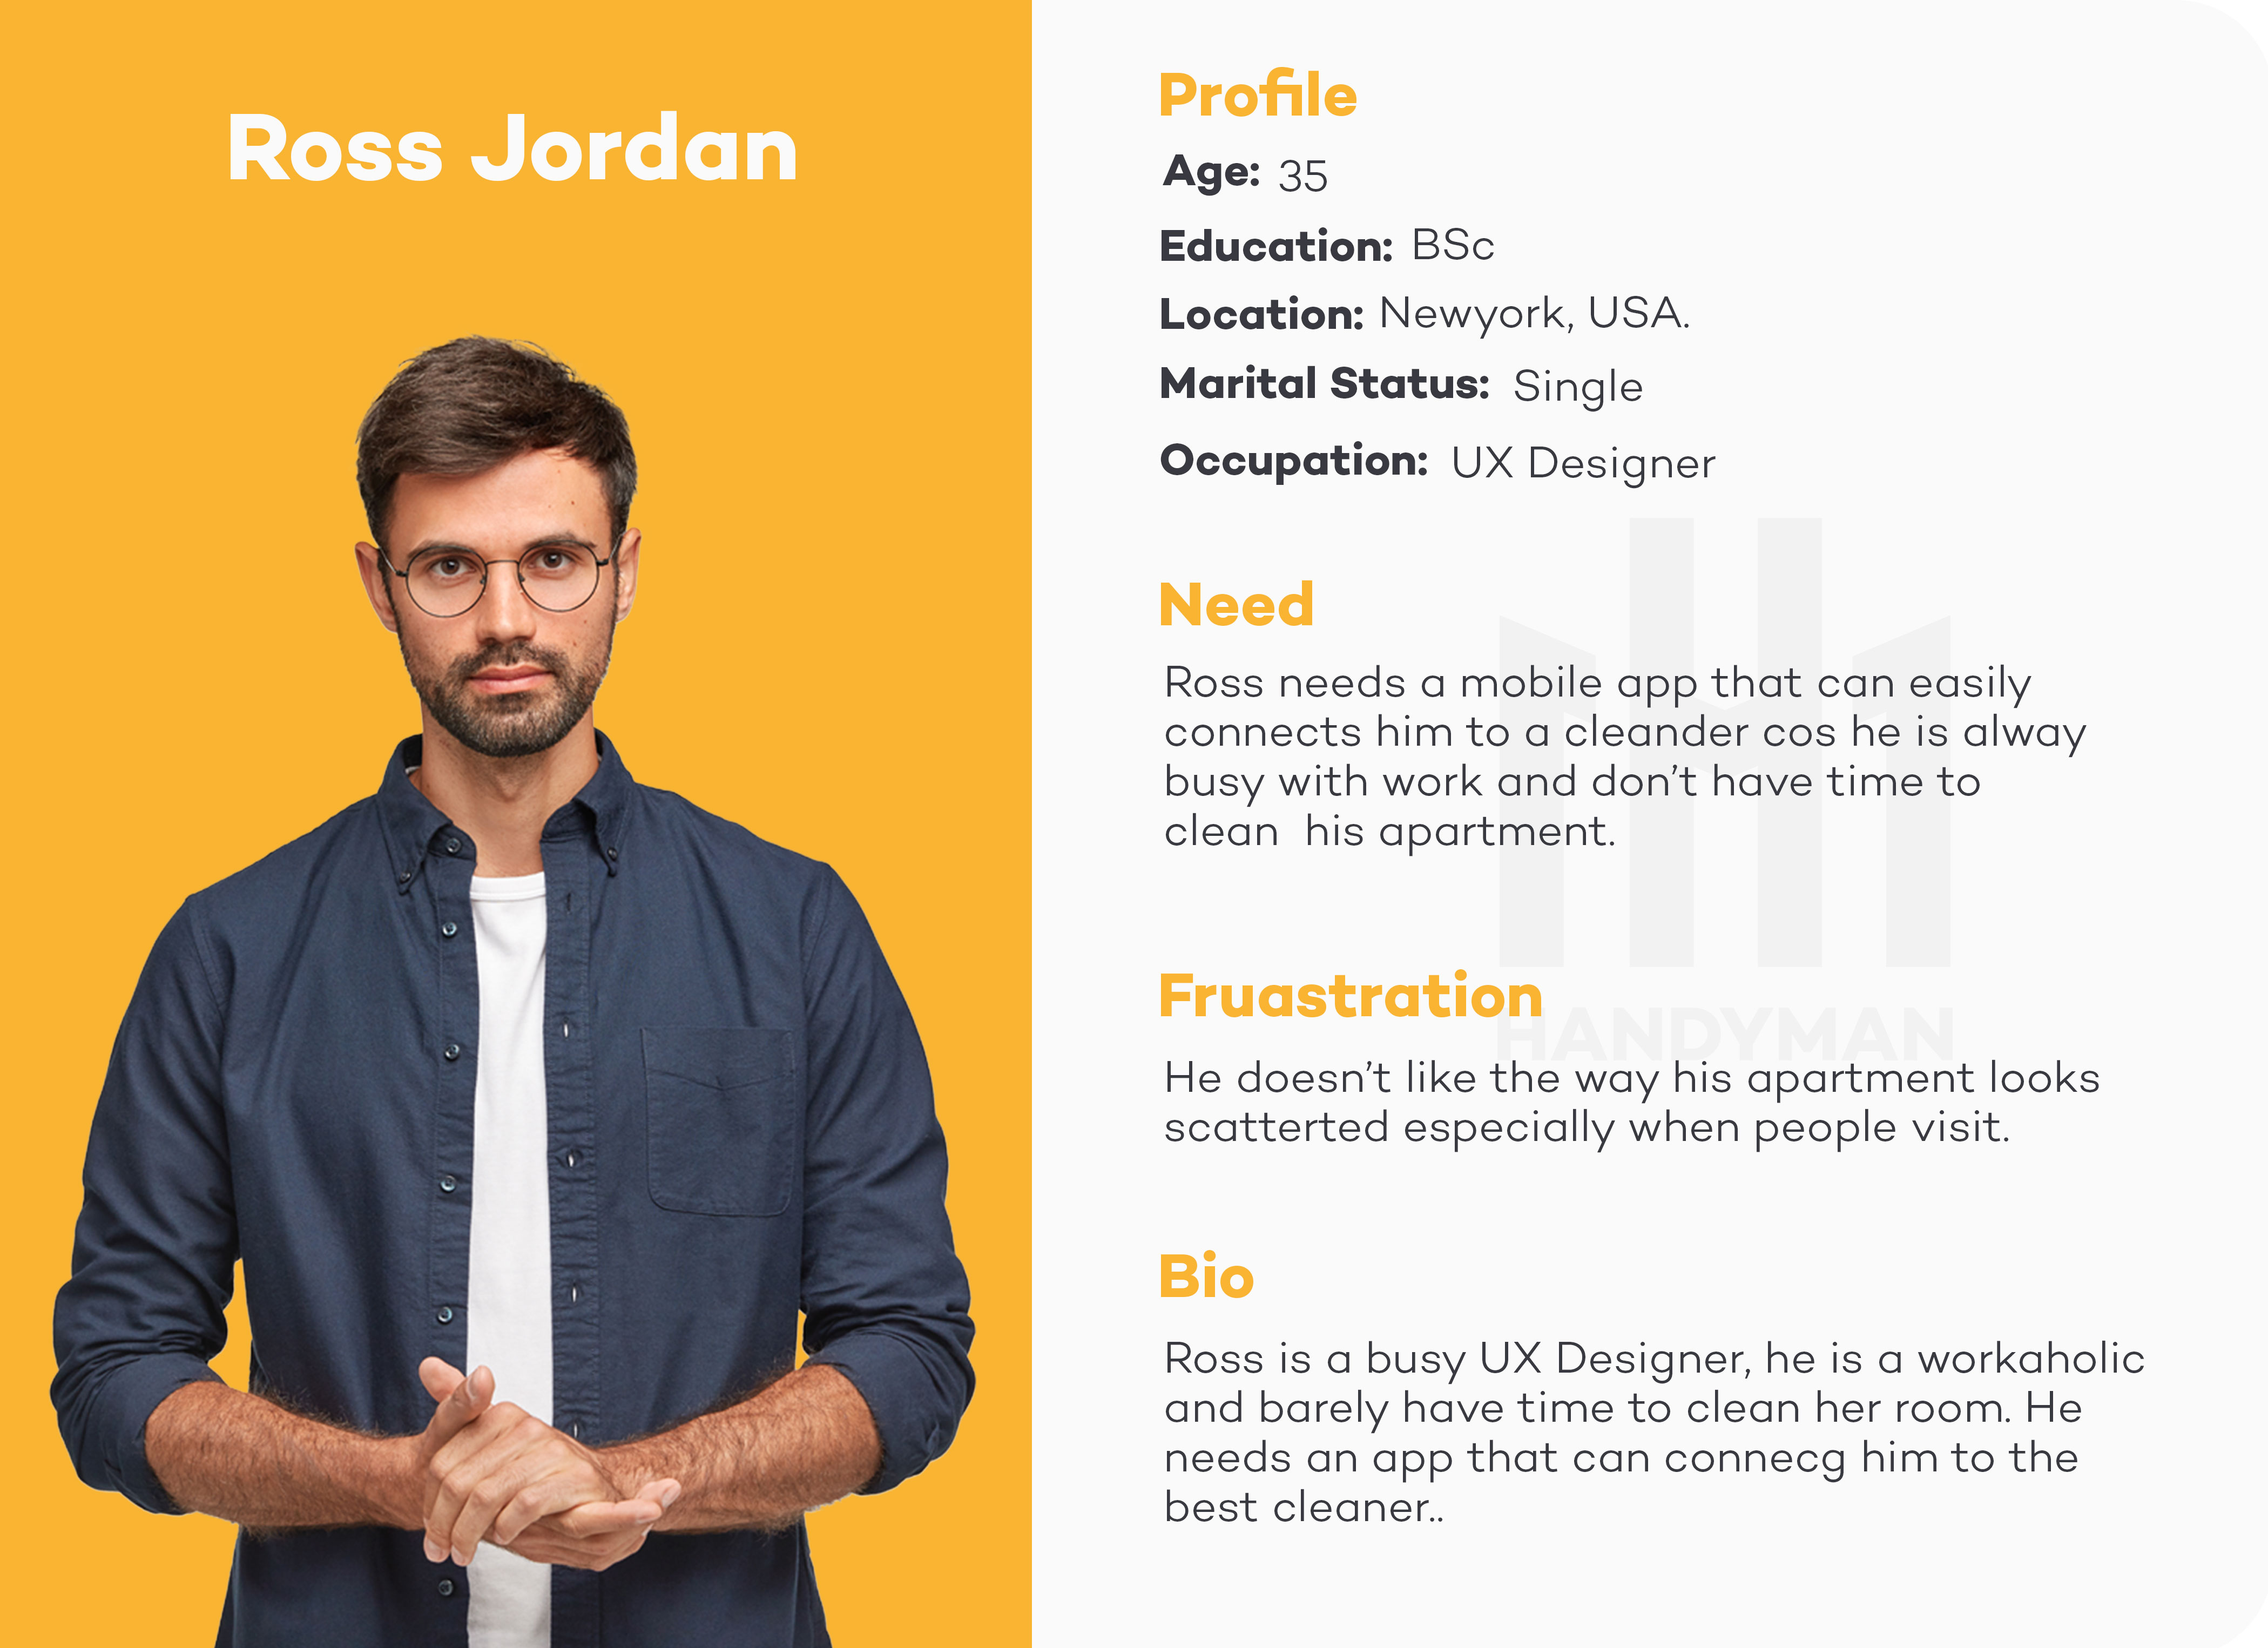 Ross Jordan
Profile
Age: 35
Education: BSc
Location: Newyork, USA.
Marital Status: Single
Occupation: UX Designer
Need
Ross needs a mobile app that can easily
connects him to a cleander cos he is alway
busy with work and don’t have time to
clean  his apartment.
Fruastration
HANDYMAN
He doesn’t like the way his apartment looks
scatterted especially when people visit.
Bio
Ross is a busy UX Designer, he is a workaholic
and barely have time to clean her room. He
needs an app that can connecg him to the
best cleaner..